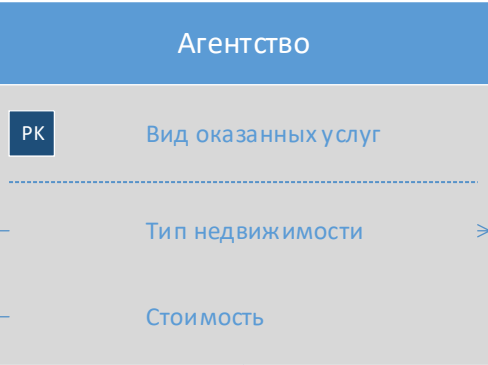 Агентство
PK Вид оказанных услуг
Тип недвижимости
Стоимость